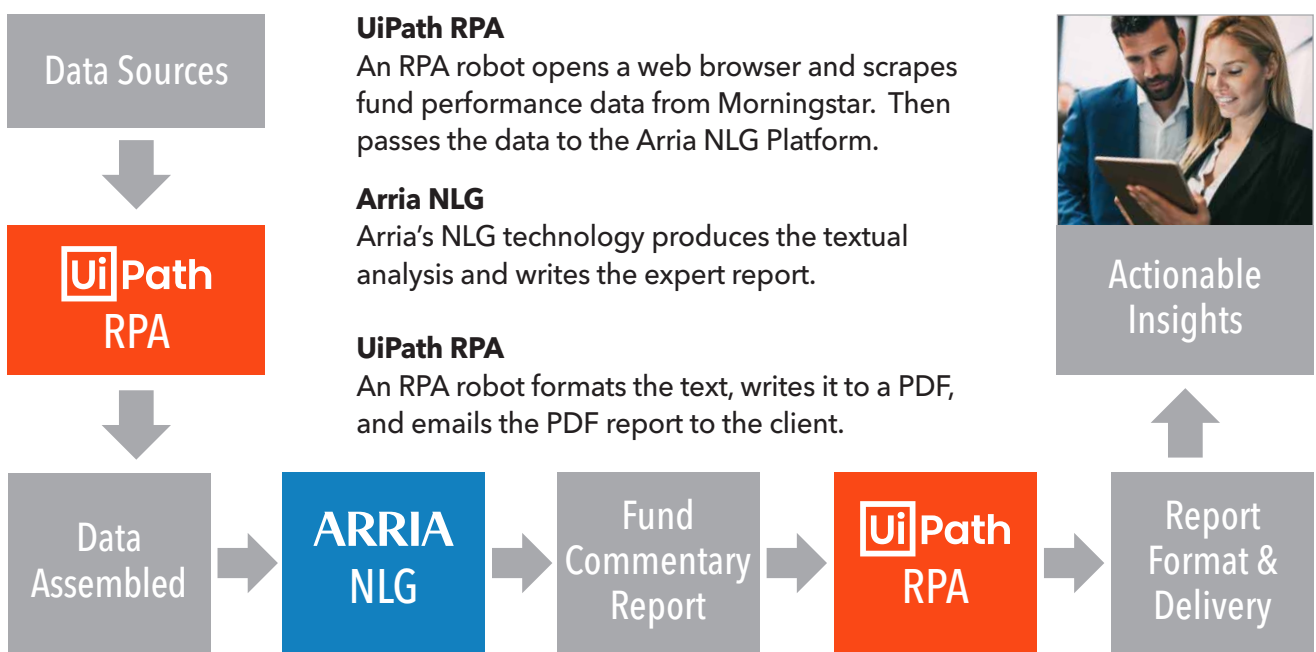 Data Sources
UiPath
RPA
Data
Assembled
ARRIA
NLG
Fund
Commentary
Report
UiPath
RPA
Report
Format &
Delivery
Actionable
Insights
UiPath RPA
An RPA robot opens a web browser and scrapes
fund performance data from Morningstar.  Then
passes the data to the Arria NLG Platform.
Arria NLG
Arria’s NLG technology produces the textual
analysis and writes the expert report.
UiPath RPA
An RPA robot formats the text, writes it to a PDF,
and emails the PDF report to the client.